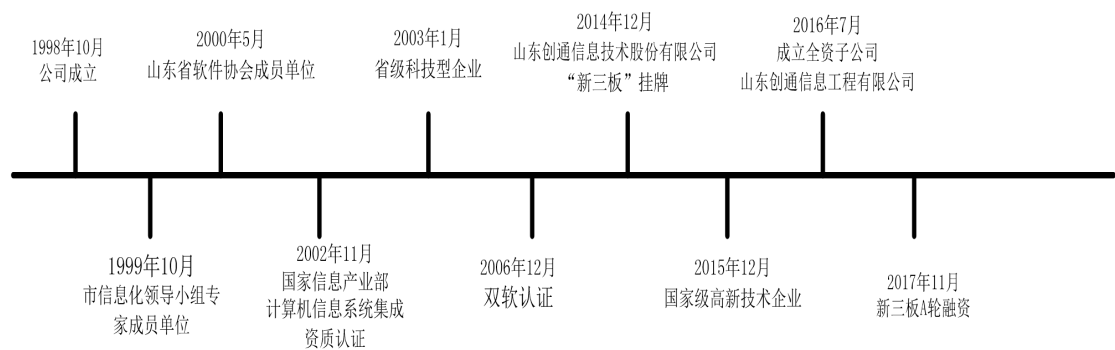 1998年10月
公司成立
2000年5月
山东省软件协会成员单位
2003年1月
省级科技型企业
2014年12月
山东创通信息技术股份有限公司
“新三板”挂牌
2016年7月
成立全资子公司
山东创通信息工程有限公司
1999年10月
市信息化领导小组专
家成员单位
2002年11月
国家信息产业部
计算机信息系统集成
资质认证
2006年12月
双软认证
2015年12月
国家级高新技术企业
2017年11月
新三板A轮融资